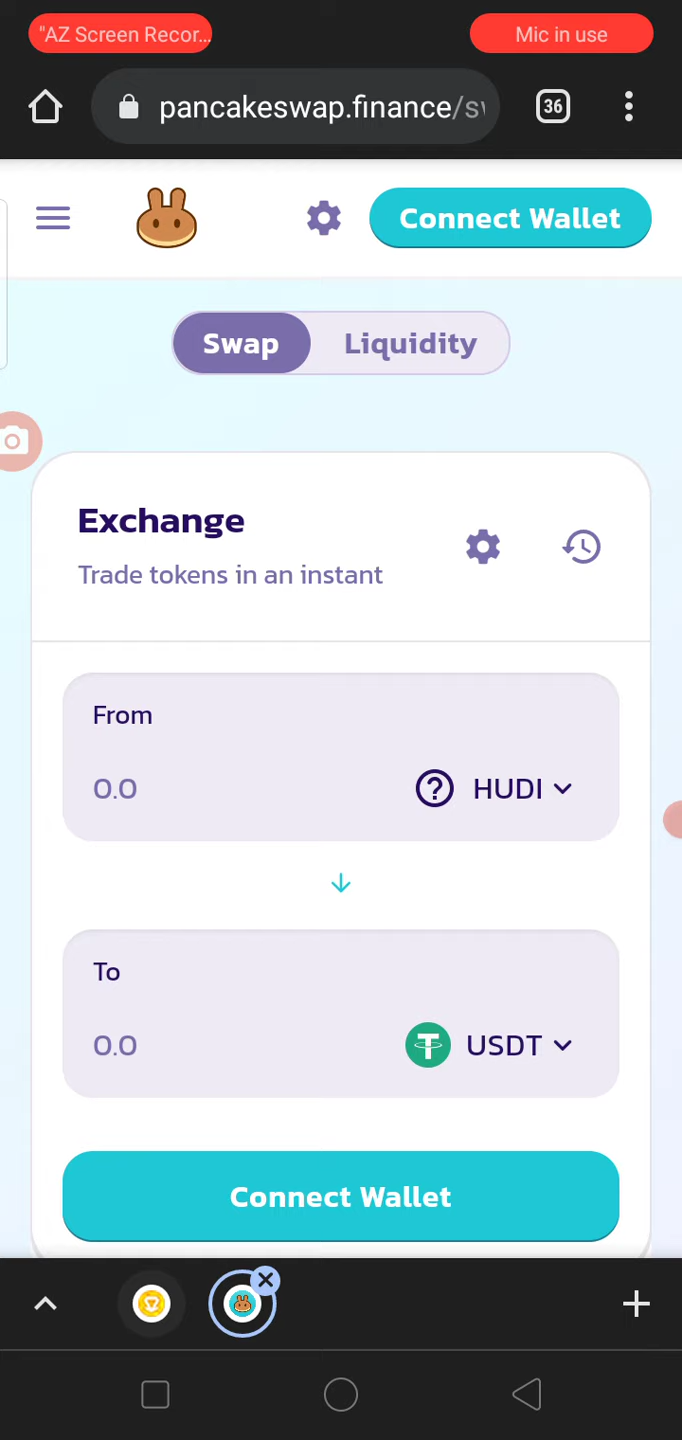 "AZ Screen Recor...
Mic in use
pancakeswap.finance/s
36
Connect Wallet
Swap
Liquidity
Exchange
Trade tokens in an instant
From
0.0
HUDI
To
0.0
USDT
Connect Wallet